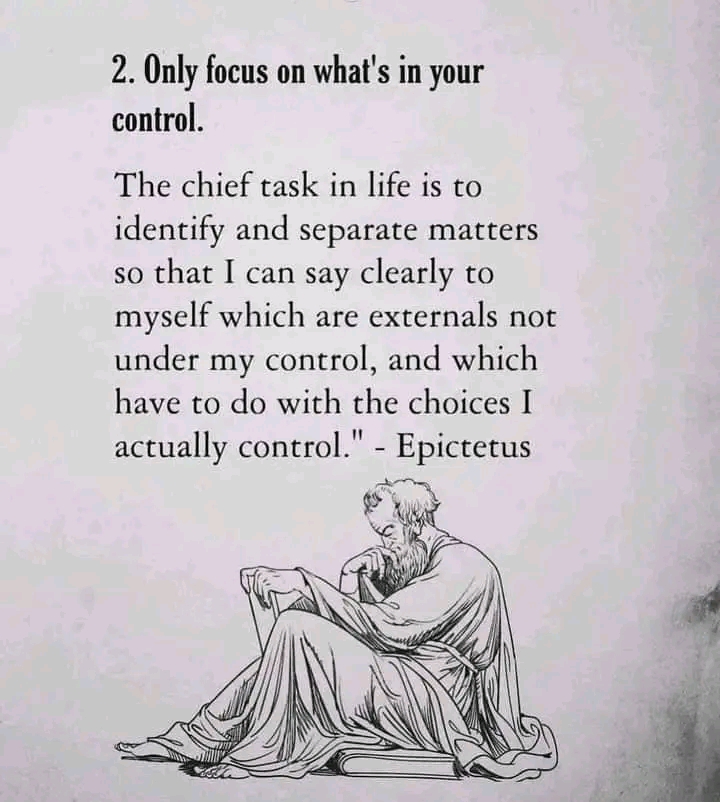 2. Only focus on what's in your
control.
The chief task in life is to
identify and separate matters
so that I can say clearly to
myself which are externals not
under my control, and which
have to do with the choices I
actually control." - Epictetus